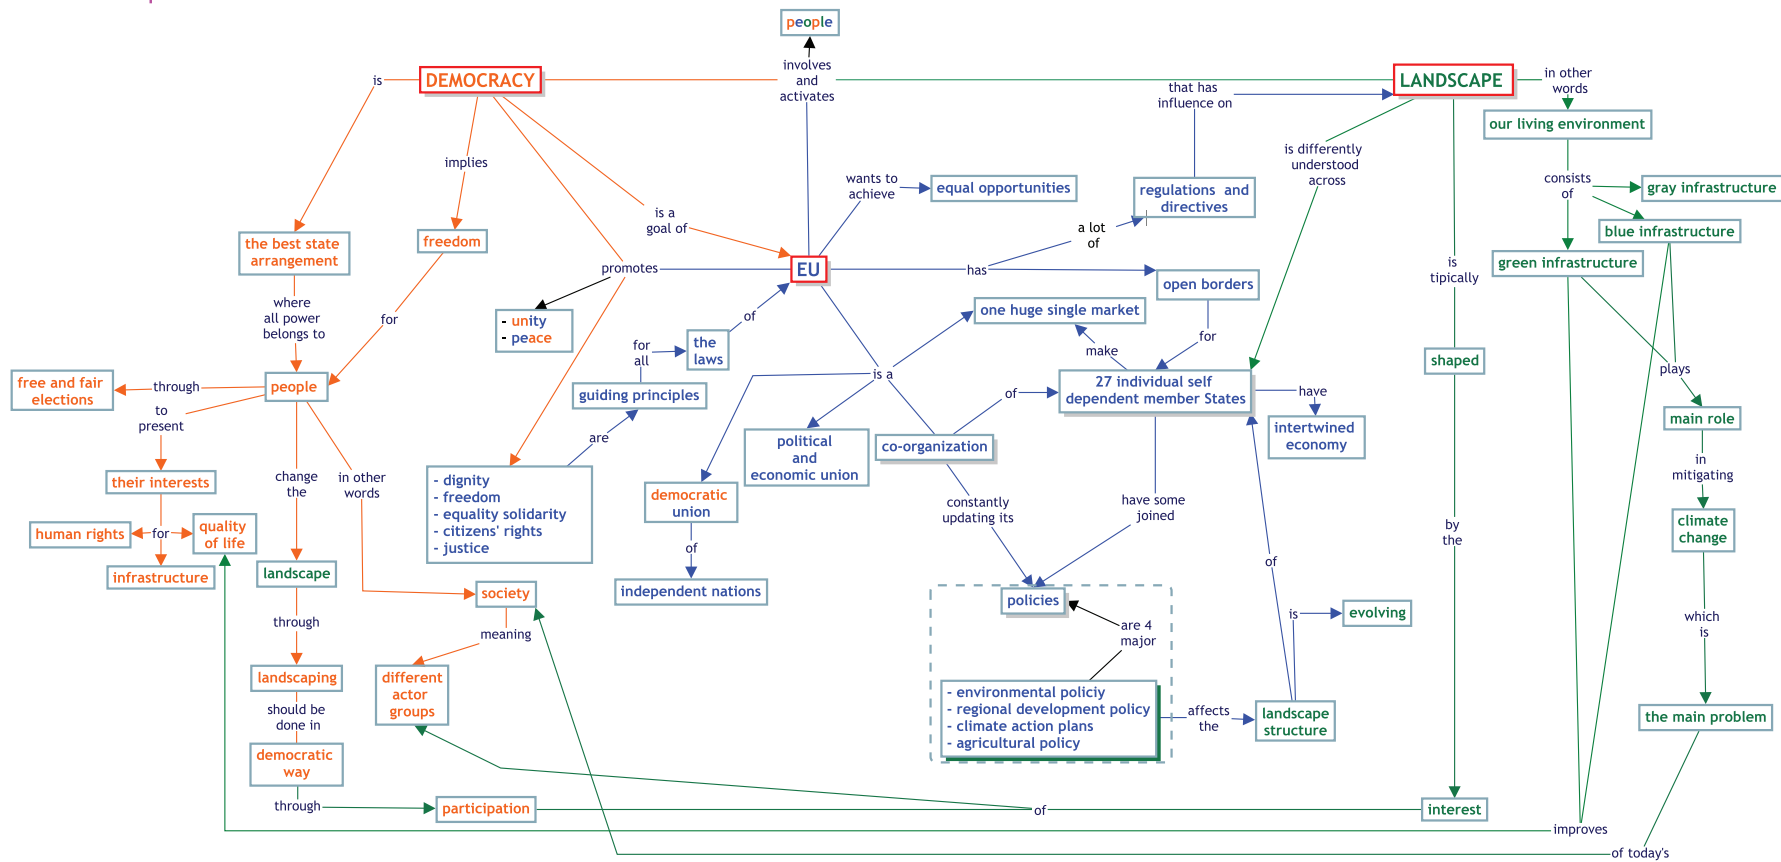 people
involves
and
activates
is
DEMOCRACY
LANDSCAPE
in other
words
that has
influence on
our living environment
implies
is differently
understood
across
wants to
achieve
equal opportunities
regulations and
directives
consists
of
gray infrastructure
is a
goal of
a lot
of
blue infrastructure
the best state
arrangement
freedom
green infrastructure
promotes
EU
has
is
tipically
open borders
where
all power
belongs to
for
- unity
- peace
of
one huge single market
for
the
laws
for
all
make
shaped
is a
plays
free and fair
elections
through
people
guiding principles
of
27 individual self
dependent member States
have
to
present
main role
are
political
and
economic union
co-organization
intertwined
economy
their interests
change
the
in other
words
- dignity
- freedom
- equality solidarity
- citizens' rights
- justice
democratic
union
constantly
updating its
have some
joined
in
mitigating
human rights
for
quality
of life
by
the
climate
change
infrastructure
landscape
of
of
independent nations
society
policies
is
evolving
through
meaning
are 4
major
which
is
landscaping
different
actor
groups
- environmental policiy
- regional development policy
- climate action plans
- agricultural policy
affects
the
landscape
structure
the main problem
should be
done in
democratic
way
through
participation
of
interest
improves
of today's